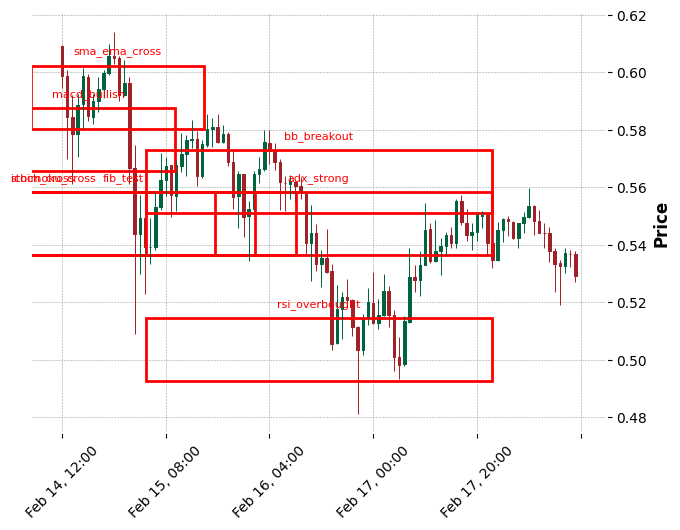 0.62
sma_ema_cross
0.60
macd_bullish
0.58
bb_breakout
fib_test
adx_strong
0.56
Price
0.54
0.52
rsi_overbought
0.50
0.48
Feb 14, 12:00
Feb 15, 08:00
Feb 16, 04:00
Feb 17, 00:00
Feb 17, 20:00